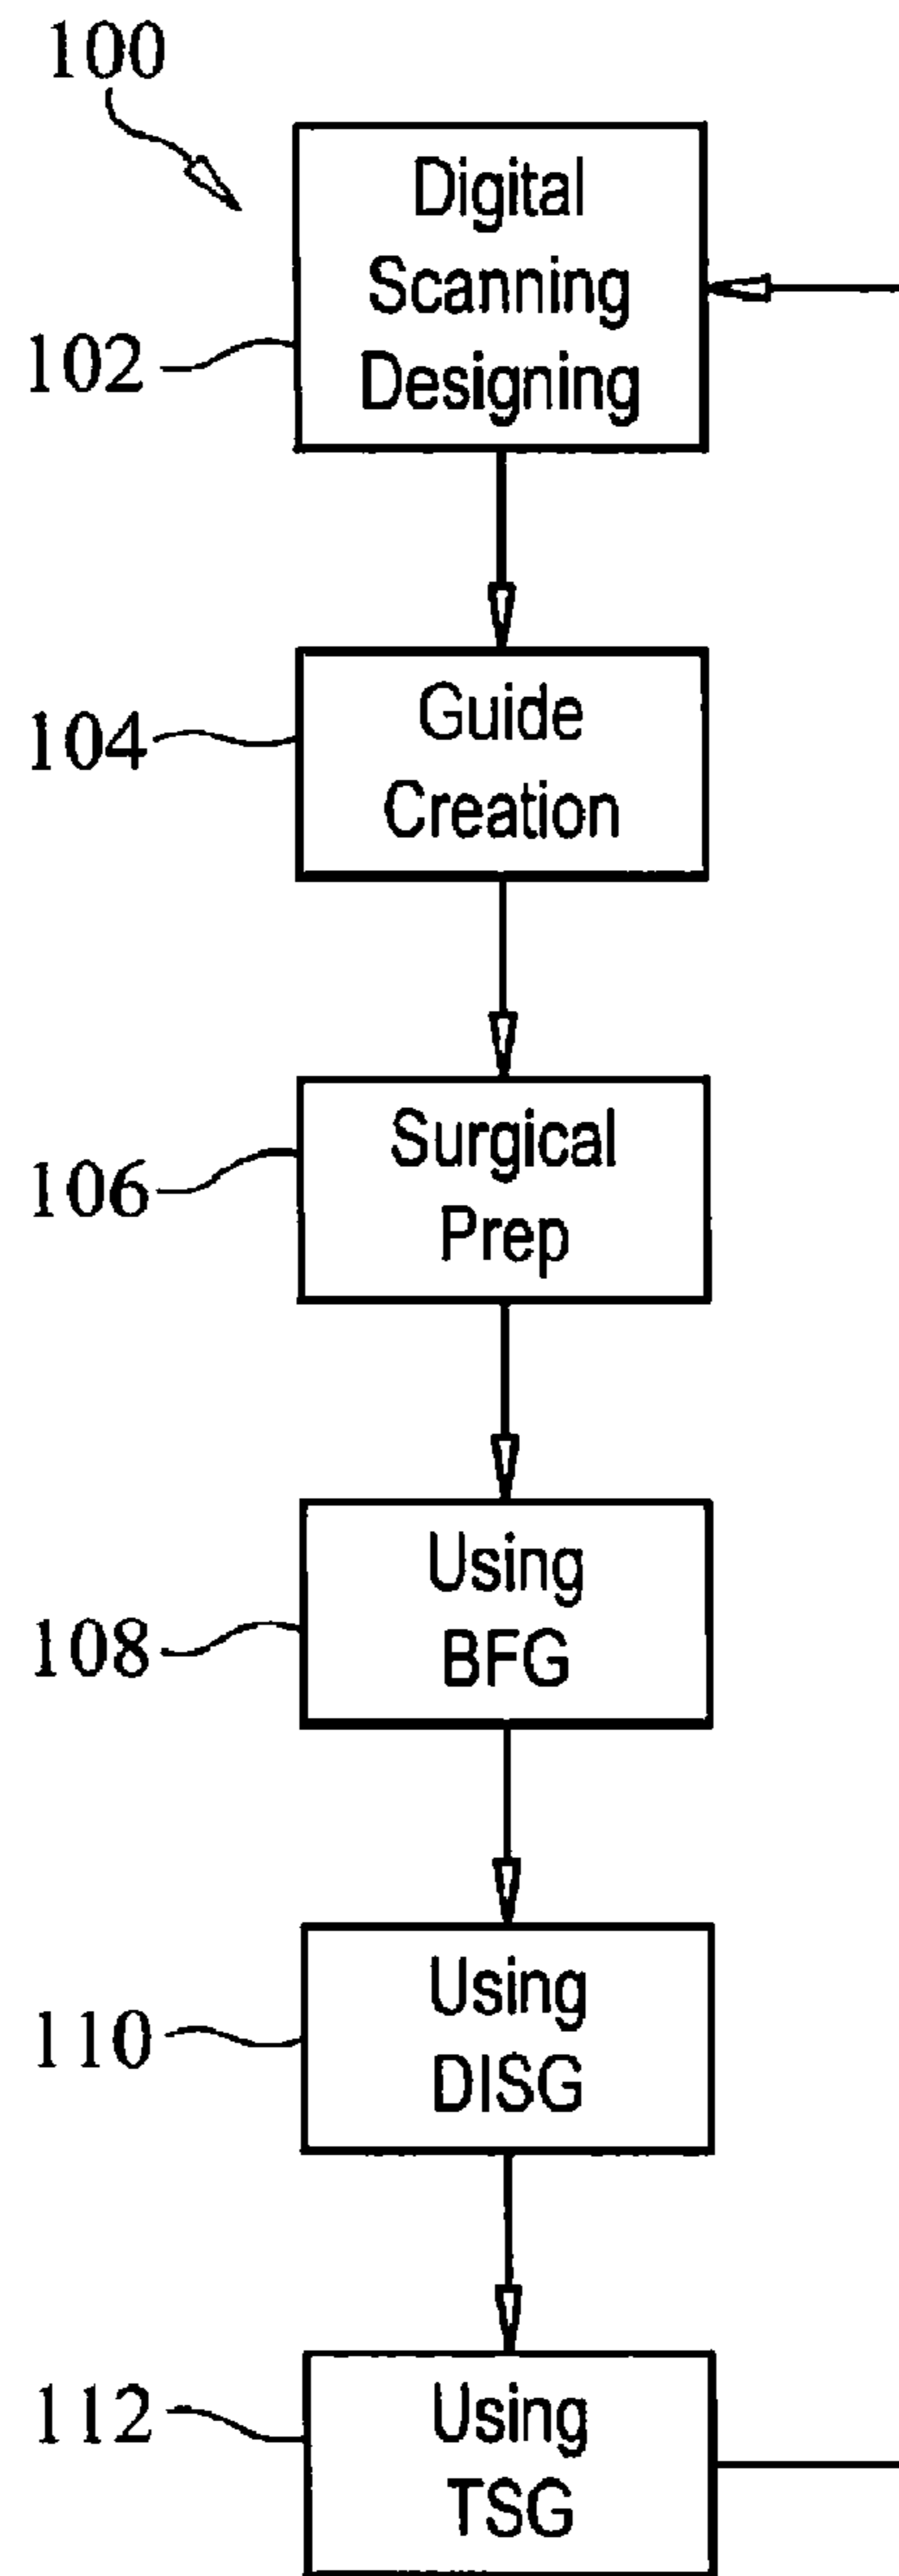 100
Digital
Scanning
Designing
102
Guide
Creation
104
Surgical
Prep
106
Using
BFG
108
Using
DISG
110
Using
TSG
112